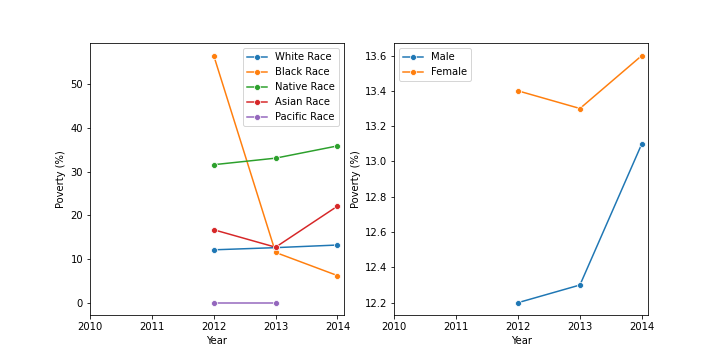 White Race
Black Race
Native Race
Asian Race
Pacific Race
Poverty (%)
50
40
30
20
10
0
2010 2011 2012 2013 2014
Year
Male
Female
Poverty (%)
13.6
13.4
13.2
13.0
12.8
12.6
12.4
12.2
2010 2011 2012 2013 2014
Year